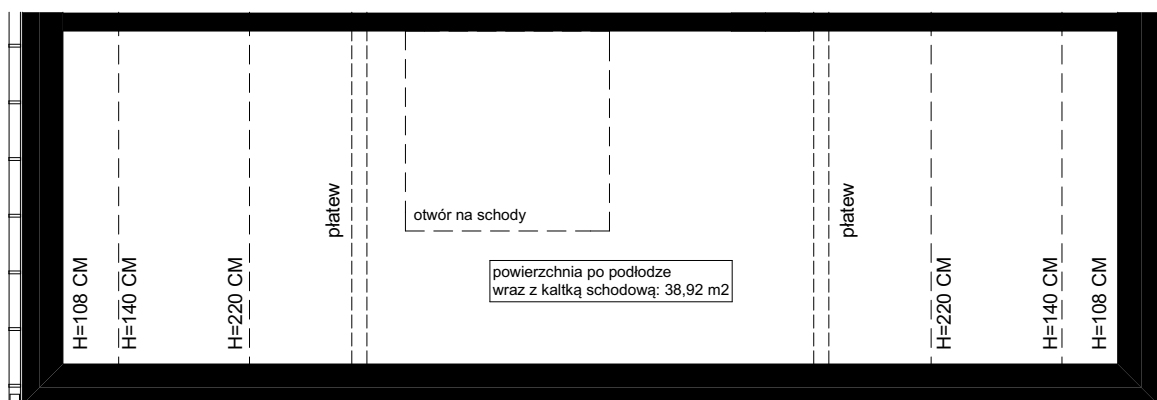 H=108 CM
H=140 CM
H=220 CM
płatew
otwór na schody
powierzchnia po podłodze
wraz z kaltką schodową: 38,92 m2
płatew
H=220 CM
H=140 CM
H=108 CM